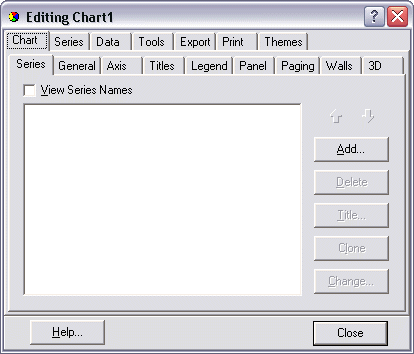 Editing Chart1
Chart Series Data Tools Export Print Themes
Series General Axis Titles Legend Panel Paging Walls 3D
View Series Names
Add...
Delete
Title...
Clone
Change...
Help... Close